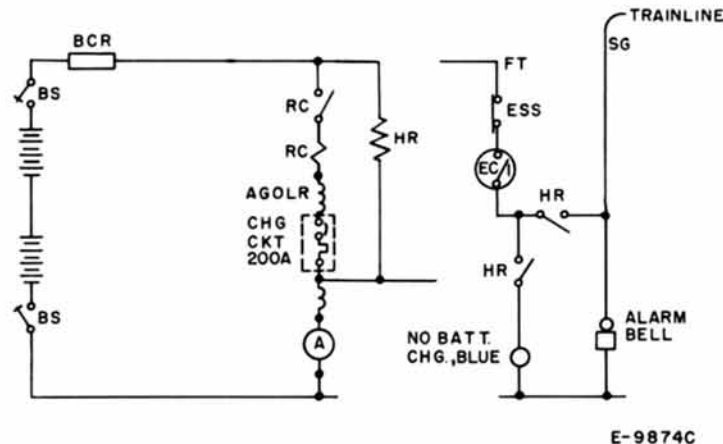 TRAINLINE
BCR
SG
BS
FT
RC
ESS
HR
RC
EC
AGOLR
HR
CHG
CKT
200A
HR
BS
A
NO BATT.
CHG., BLUE
ALARM
BELL
E-9874C